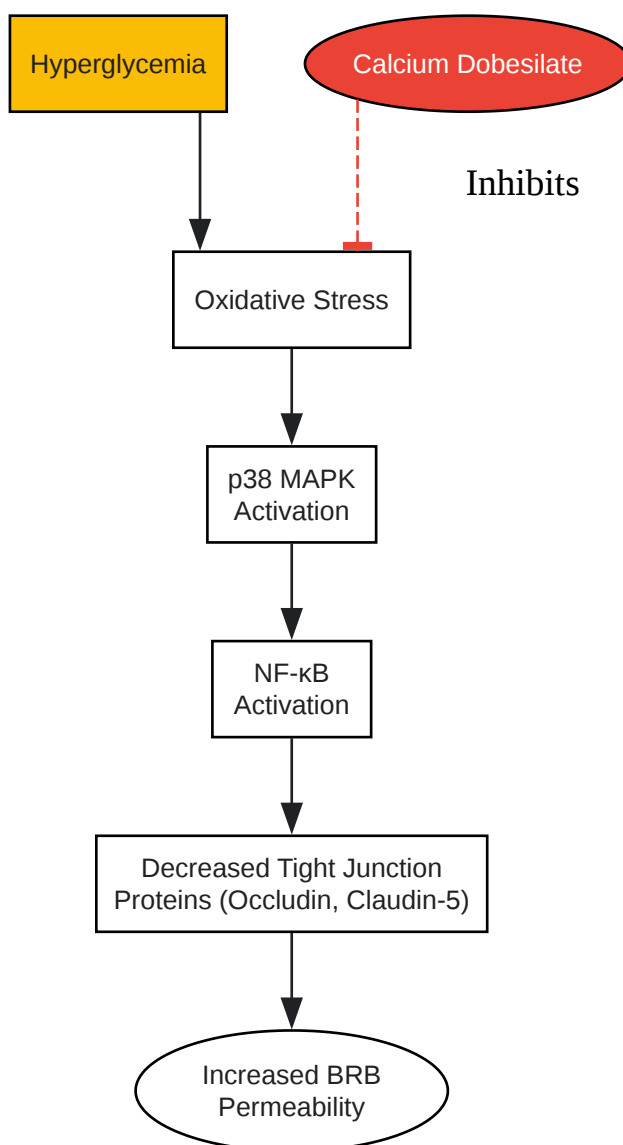 Hyperglycemia
Calcium Dobesilate
Inhibits
Oxidative Stress
p38 MAPK
Activation
NF-κB
Activation
Decreased Tight Junction
Proteins (Occludin, Claudin-5)
Increased BRB
Permeability